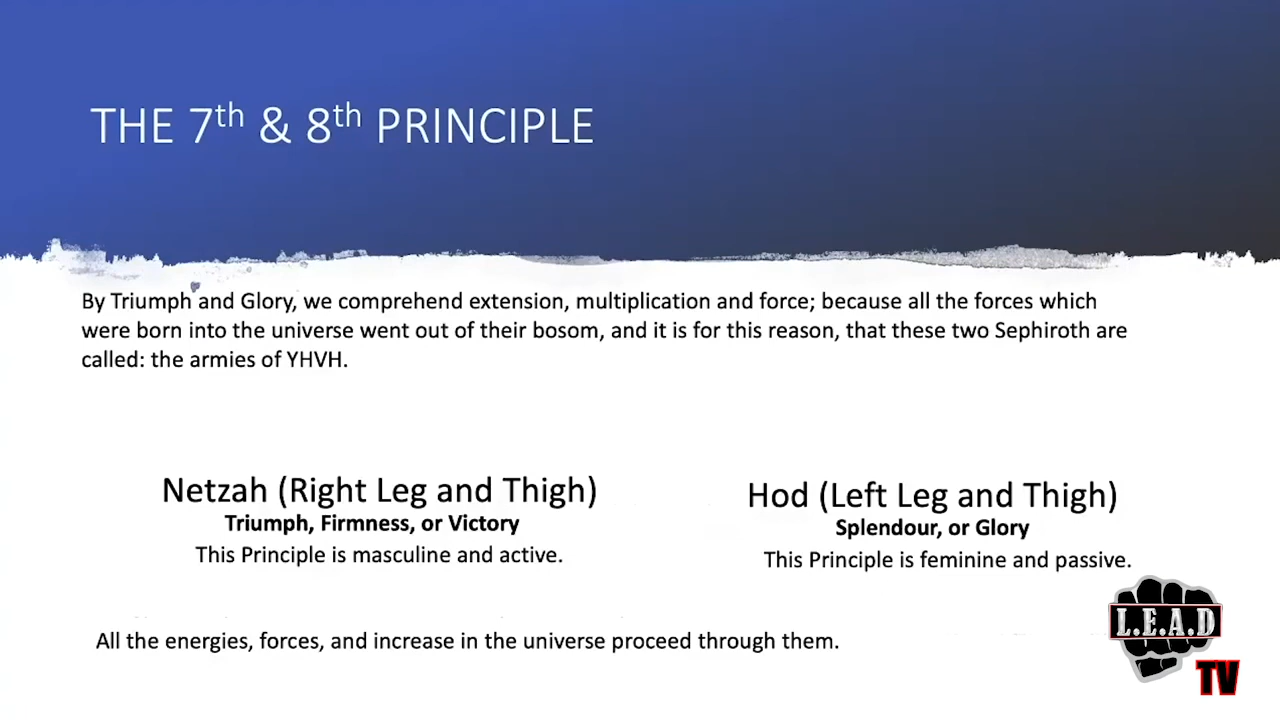 THE 7th & 8th PRINCIPLE
By Triumph and Glory, we comprehend extension, multiplication and force; because all the forces which
were born into the universe went out of their bosom, and it is for this reason, that these two Sephiroth are
called: the armies of YHVH.
Netzah (Right Leg and Thigh)
Triumph, Firmness, or Victory
This Principle is masculine and active.
Hod (Left Leg and Thigh)
Splendour, or Glory
This Principle is feminine and passive.
All the energies, forces, and increase in the universe proceed through them.
L.E.A.D
TV